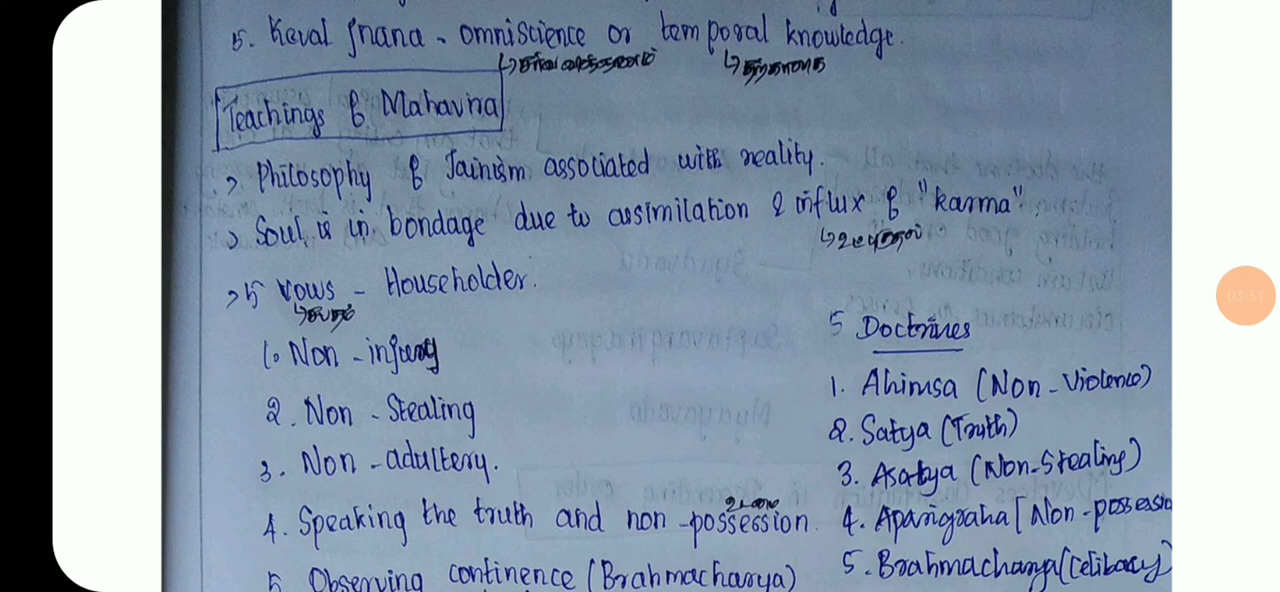 5. Keval Jnana - omniscience or temporal knowledge.
Teachings of Mahavira
> Philosophy of Jainism associated with reality.
> Soul is in bondage due to assimilation & influx of "karma"
> 5 Vows - Householder.
1. Non - injury
2. Non - Stealing
3. Non - adultery.
4. Speaking the truth and non - possession.
5 Observing continence (Brahmacharya)
5 Doctrines
1. Ahimsa (Non - Violence)
2. Satya (Truth)
3. Asatya (Non - Stealing)
4. Aparigraha (Non - possessio
5. Brahmacharya (Celibacy)
03:31